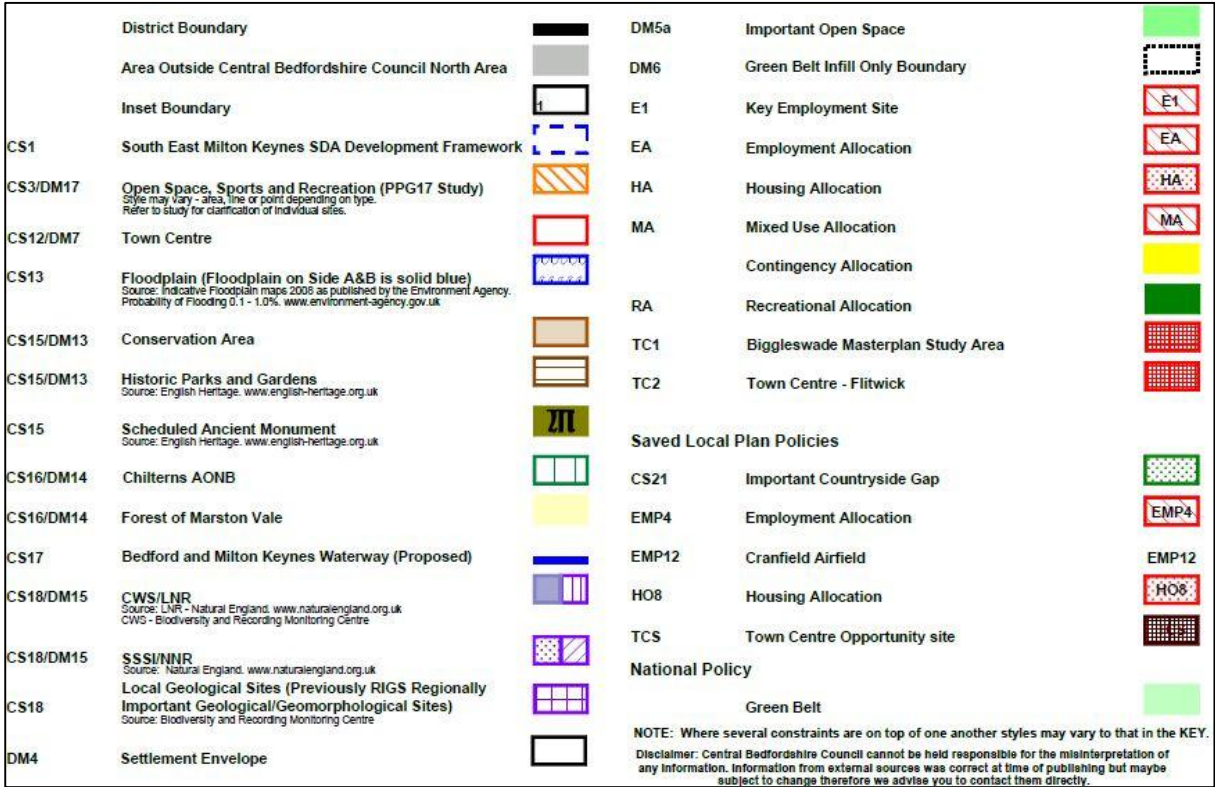 District Boundary
Area Outside Central Bedfordshire Council North Area
Inset Boundary
1
CS1 South East Milton Keynes SDA Development Framework
CS3/DM17 Open Space, Sports and Recreation (PPG17 Study)
Style may vary - area, line or point depending on type.
Refer to study for clarification of individual sites.
CS12/DM7 Town Centre
CS13 Floodplain (Floodplain on Side A&B is solid blue)
Source: Indicative Floodplain maps 2008 as published by the Environment Agency.
Probability of Flooding 0.1 - 1.0%. www.environment-agency.gov.uk
CS15/DM13 Conservation Area
CS15/DM13 Historic Parks and Gardens
Source: English Heritage. www.english-heritage.org.uk
CS15 Scheduled Ancient Monument
Source: English Heritage. www.english-heritage.org.uk
CS16/DM14 Chilterns AONB
CS16/DM14 Forest of Marston Vale
CS17 Bedford and Milton Keynes Waterway (Proposed)
CS18/DM15 CWS/LNR
Source: LNR - Natural England. www.naturalengland.org.uk
CWS - Biodiversity and Recording Monitoring Centre
CS18/DM15 SSSI/NNR
Source: Natural England. www.naturalengland.org.uk
Local Geological Sites (Previously RIGS Regionally
CS18 Important Geological/Geomorphological Sites)
Source: Biodiversity and Recording Monitoring Centre
DM4 Settlement Envelope
DM5a Important Open Space
DM6 Green Belt Infill Only Boundary
E1 Key Employment Site E1
EA Employment Allocation EA
HA Housing Allocation HA
MA Mixed Use Allocation MA
Contingency Allocation
RA Recreational Allocation
TC1 Biggleswade Masterplan Study Area
TC2 Town Centre - Flitwick
Saved Local Plan Policies
CS21 Important Countryside Gap
EMP4 Employment Allocation EMP4
EMP12 Cranfield Airfield EMP12
HO8 Housing Allocation HO8
TCS Town Centre Opportunity site
National Policy
Green Belt
NOTE: Where several constraints are on top of one another styles may vary to that in the KEY.
Disclaimer: Central Bedfordshire Council cannot be held responsible for the misinterpretation of
any information. Information from external sources was correct at time of publishing but maybe
subject to change therefore we advise you to contact them directly.